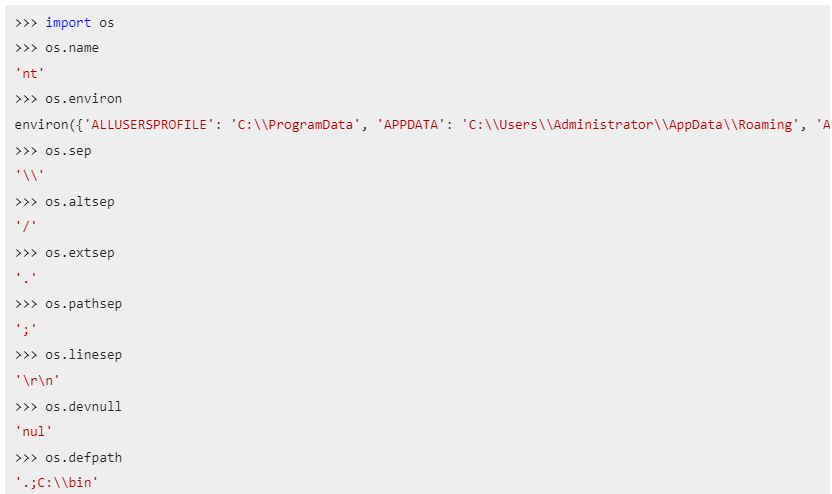 >>> import os
>>> os.name
'nt'
>>> os.environ
environ({'ALLUSERSPROFILE': 'C:\\ProgramData', 'APPDATA': 'C:\\Users\\Administrator\\AppData\\Roaming', 'A
>>> os.sep
'\\'
>>> os.altsep
'/'
>>> os.extsep
'.'
>>> os.pathsep
';'
>>> os.linesep
'\r\n'
>>> os.devnull
'nul'
>>> os.defpath
'.;C:\\bin'